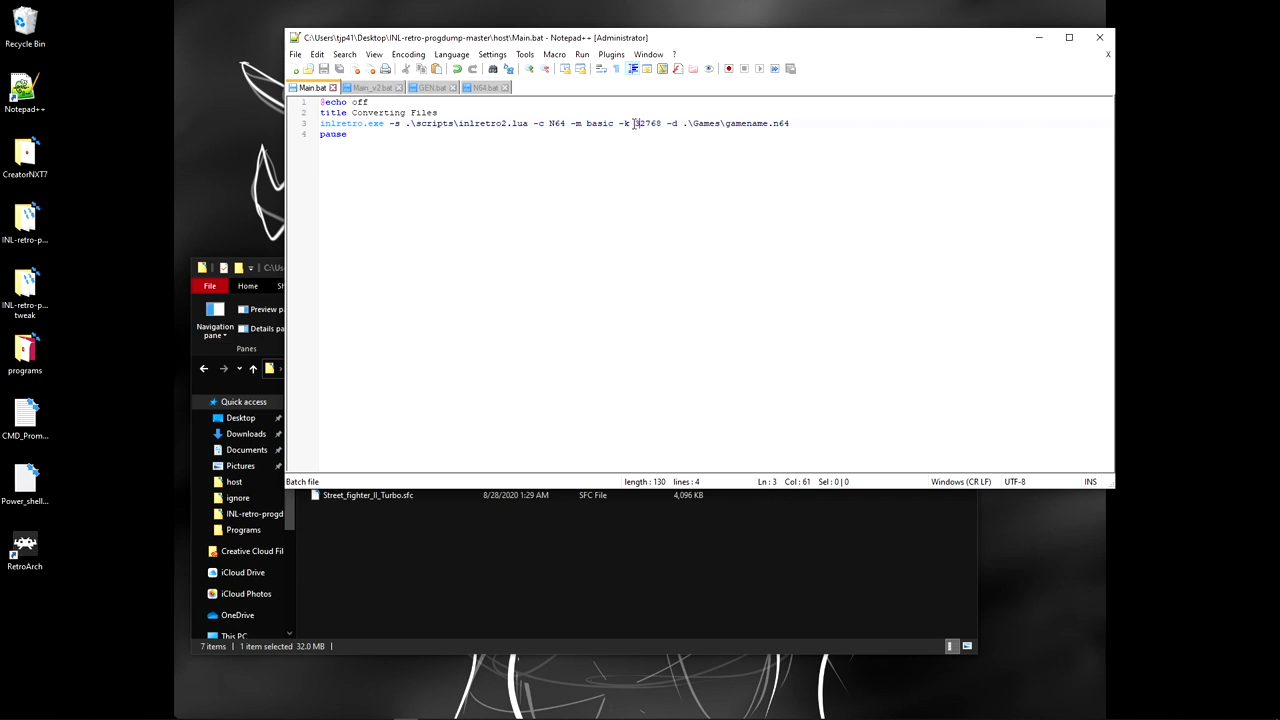 Recycle Bin
Notepad++
CreatorNXT7
INL-retro-p...
INL-retro-p...
tweak
programs
CMD_Prom...
Power_shell...
RetroArch
C:\Users\tjp41\Desktop\INL-retro-progdump-master\host\Main.bat - Notepad++ [Administrator]
File Edit Search View Encoding Language Settings Tools Macro Run Plugins Window ? X
Main.bat Main_v2.bat GEN.bat N64.bat
1 @echo off
2 title Converting Files
3 inlretro.exe -s .\scripts\inlretro2.lua -c N64 -m basic -k 32768 -d .\Games\gamename.n64
4 pause
Batch file length : 130 lines : 4 Ln : 3 Col : 61 Sel : 0 | 0 Windows (CR LF) UTF-8 INS
C:\Us
File Home Sh
Navigation
pane
Preview pa
Details pa
Panes
Quick access
Desktop
Downloads
Documents
Pictures
host
ignore
INL-retro-progd
Programs
Creative Cloud Fil
iCloud Drive
iCloud Photos
OneDrive
This PC
Street_fighter_II_Turbo.sfc 8/28/2020 1:29 AM SFC File 4,096 KB
7 items 1 item selected 32.0 MB